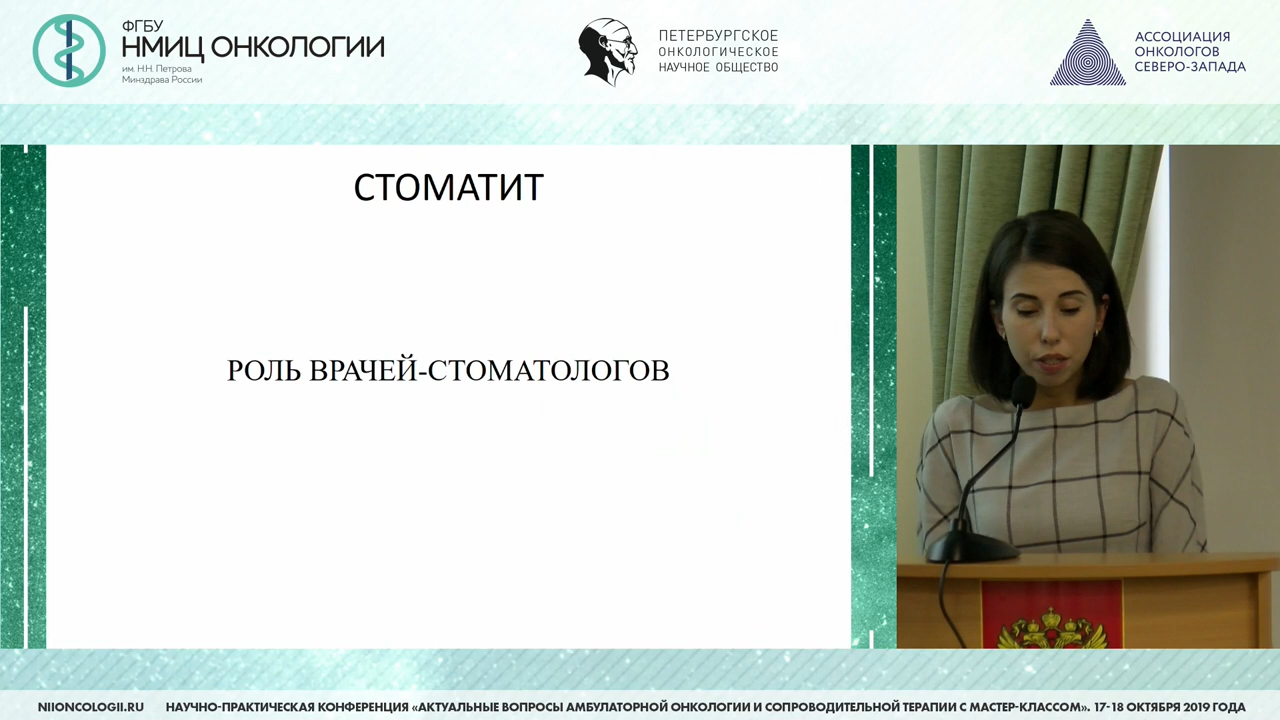 ФГБУ
НМИЦ ОНКОЛОГИИ
им. Н.Н. Петрова
Минздрава России
ПЕТЕРБУРГСКОЕ
ОНКОЛОГИЧЕСКОЕ
НАУЧНОЕ ОБЩЕСТВО
АССОЦИАЦИЯ
ОНКОЛОГОВ
СЕВЕРО-ЗАПАДА
СТОМАТИТ
РОЛЬ ВРАЧЕЙ-СТОМАТОЛОГОВ
NIIONCOLOGII.RU НАУЧНО-ПРАКТИЧЕСКАЯ КОНФЕРЕНЦИЯ «АКТУАЛЬНЫЕ ВОПРОСЫ АМБУЛАТОРНОЙ ОНКОЛОГИИ И СОПРОВОДИТЕЛЬНОЙ ТЕРАПИИ С МАСТЕР-КЛАССОМ». 17-18 ОКТЯБРЯ 2019 ГОДА